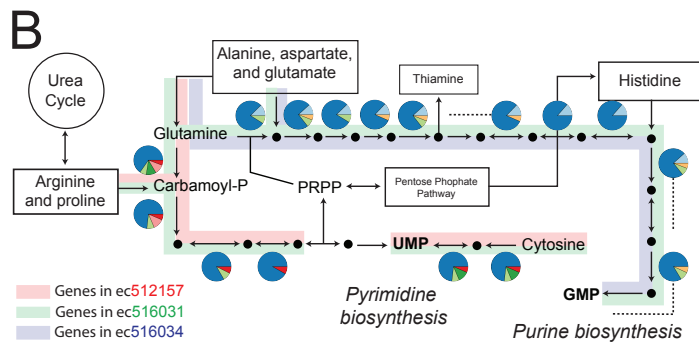 B
Alanine, aspartate,
and glutamate
Urea
Cycle
Thiamine
Histidine
Glutamine
Arginine
and proline
Carbamoyl-P
PRPP
Pentose Phophate
Pathway
UMP
Cytosine
GMP
Genes in ec512157
Genes in ec516031
Genes in ec516034
Pyrimidine
biosynthesis
Purine biosynthesis